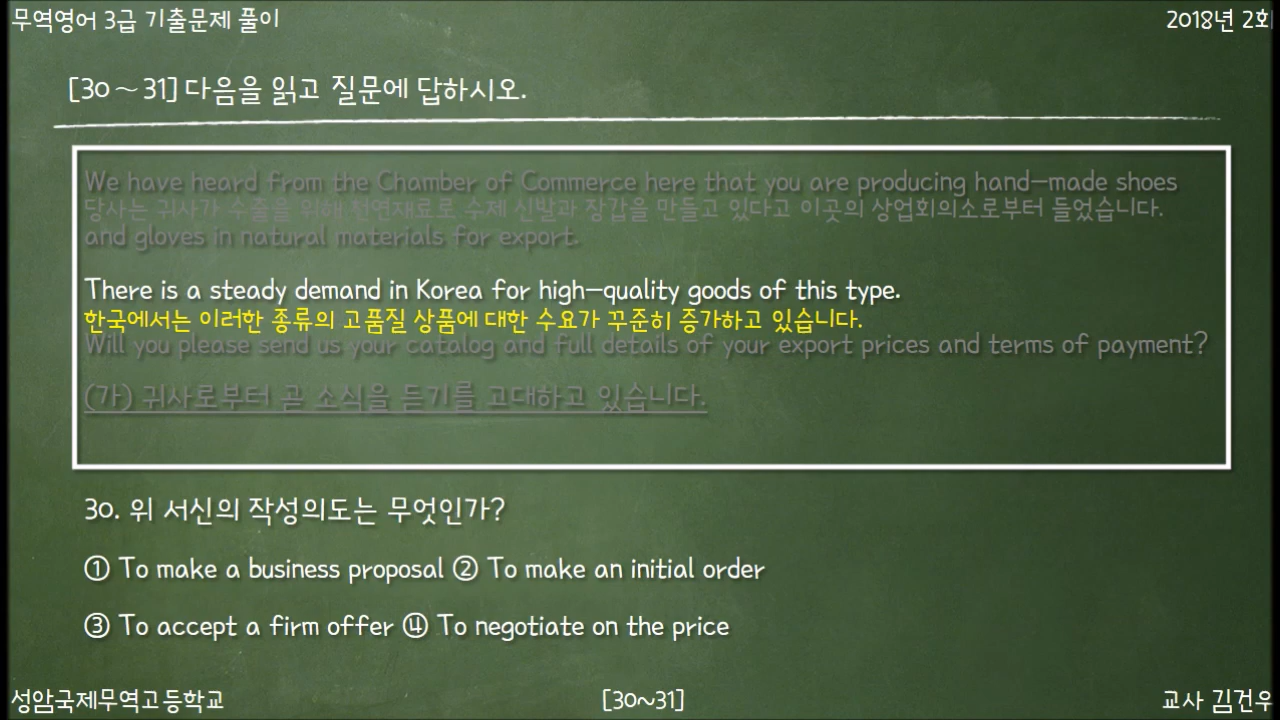 무역영어 3급 기출문제 풀이
2018년 2회
[30~31] 다음을 읽고 질문에 답하시오.
We have heard from the Chamber of Commerce here that you are producing hand-made shoes
당사는 귀사가 수출을 위해 천연재료로 수제 신발과 장갑을 만들고 있다고 이곳의 상업회의소로부터 들었습니다.
and gloves in natural materials for export.
There is a steady demand in Korea for high-quality goods of this type.
한국에서는 이러한 종류의 고품질 상품에 대한 수요가 꾸준히 증가하고 있습니다.
Will you please send us your catalog and full details of your export prices and terms of payment?
(가) 귀사로부터 곧 소식을 듣기를 고대하고 있습니다.
30. 위 서신의 작성의도는 무엇인가?
① To make a business proposal ② To make an initial order
③ To accept a firm offer ④ To negotiate on the price
성암국제무역고등학교
[30~31]
교사 김건우